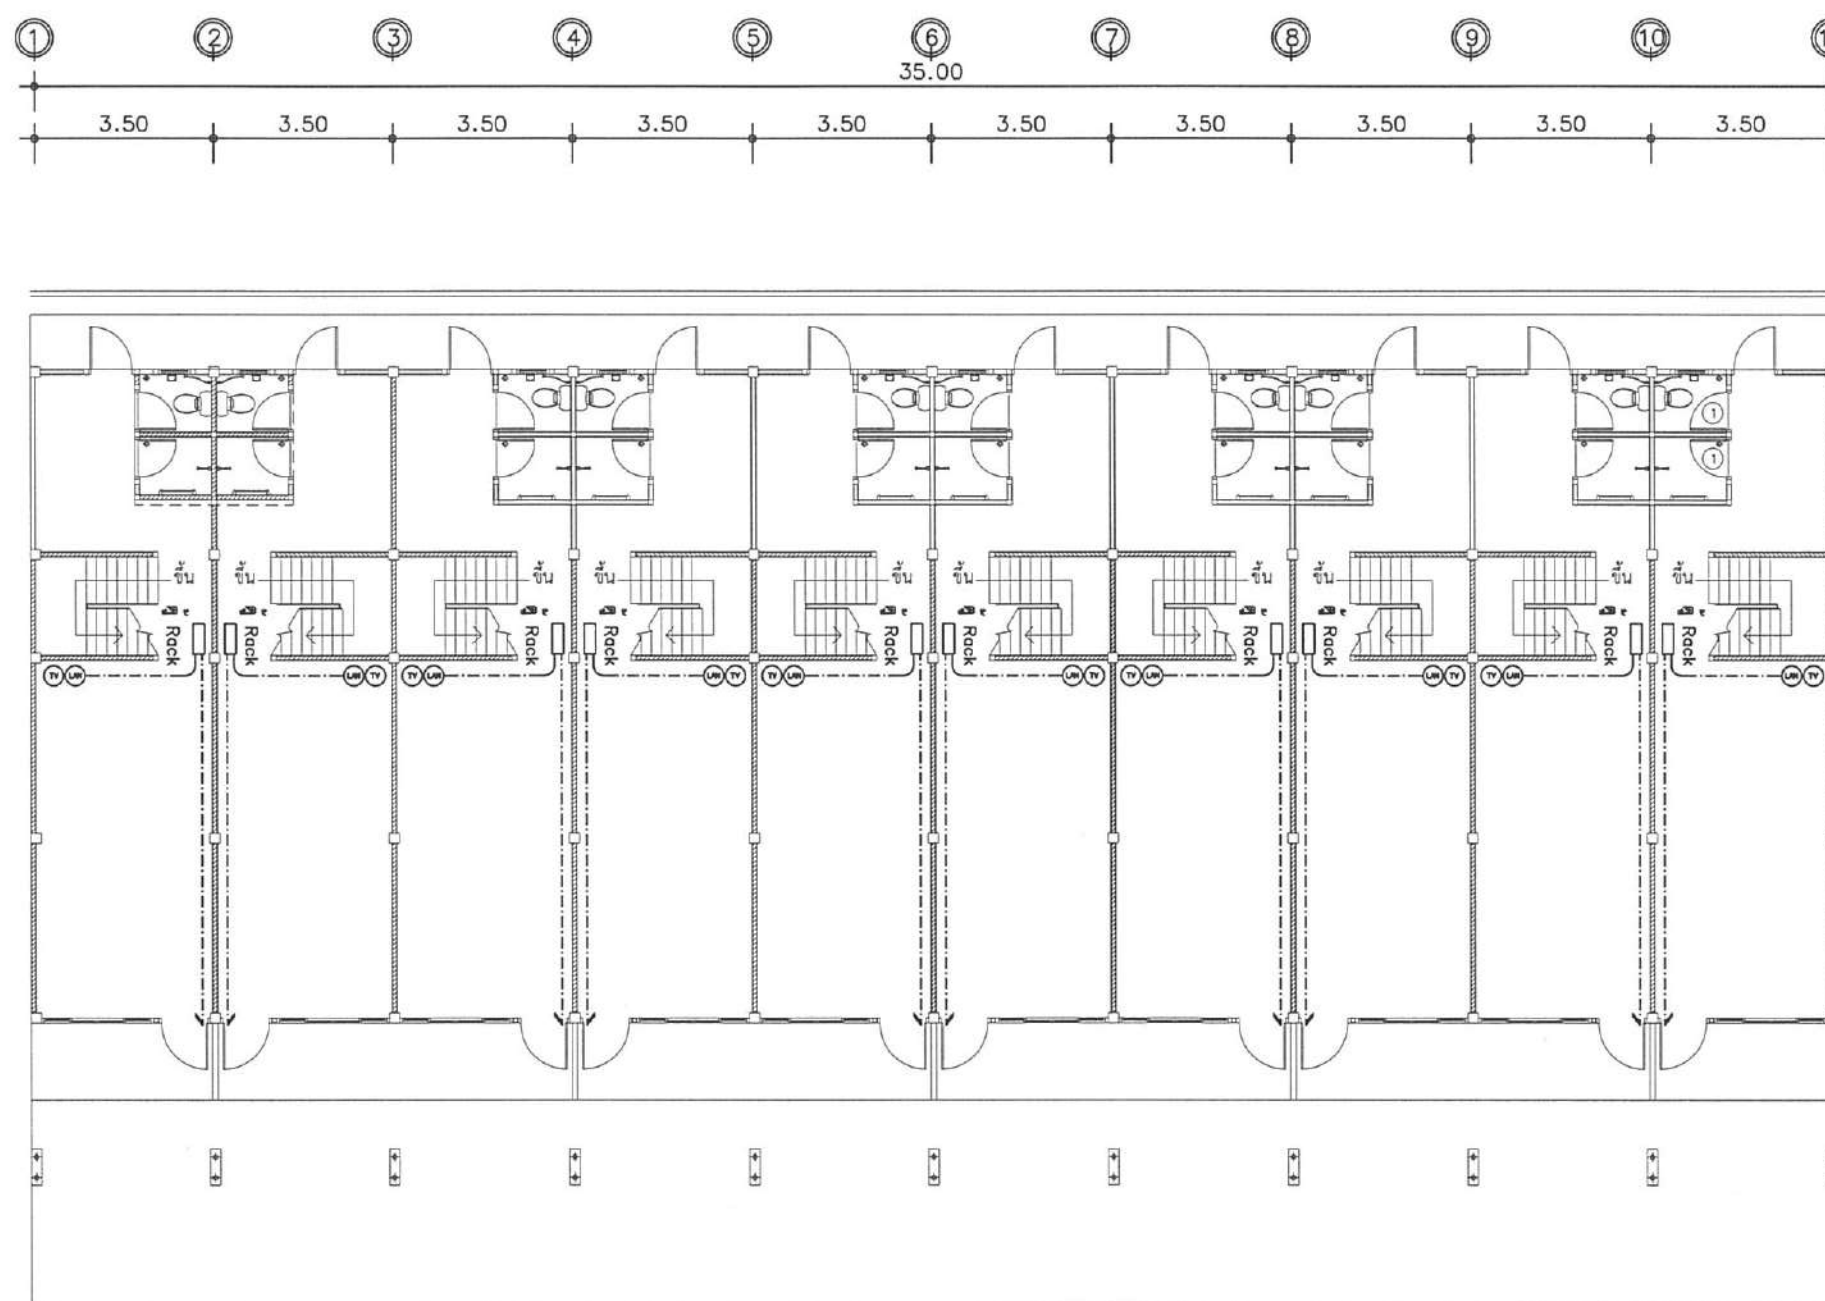 1 2 3 4 5 6 7 8 9 10
35.00
3.50 3.50 3.50 3.50 3.50 3.50 3.50 3.50 3.50 3.50
1
1
ขึ้น ขึ้น ขึ้น ขึ้น ขึ้น ขึ้น ขึ้น ขึ้น ขึ้น ขึ้น
Rack Rack Rack Rack Rack Rack Rack Rack Rack Rack
TV LAN LAN TV TV LAN LAN TV TV LAN LAN TV TV LAN LAN TV TV LAN LAN TV